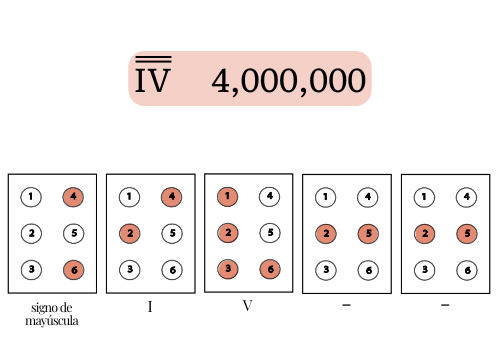 IV 4,000,000
1 4 1 4 1 4 1 4 1 4
2 5 2 5 2 5 2 5 2 5
3 6 3 6 3 6 3 6 3 6
signo de I V – –
mayúscula